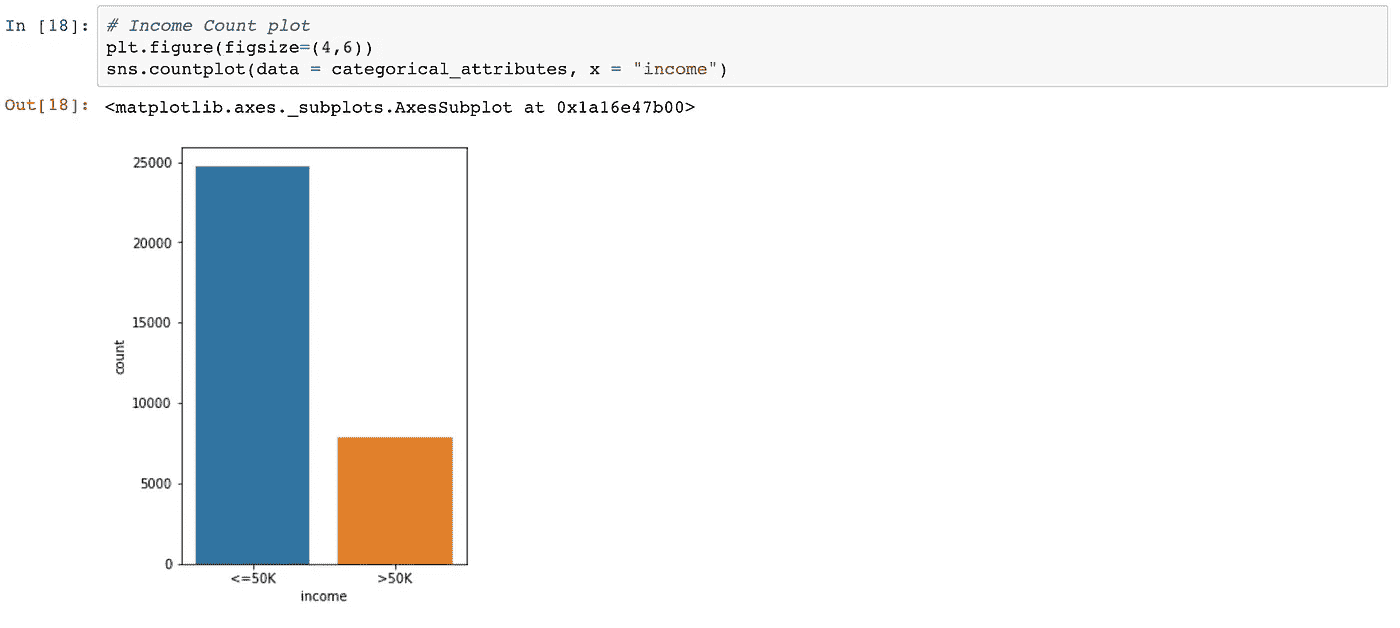 In [18]: # Income Count plot
plt.figure(figsize=(4,6))
sns.countplot(data = categorical_attributes, x = "income")
Out[18]: <matplotlib.axes._subplots.AxesSubplot at 0x1a16e47b00>
25000
20000
15000
count
10000
5000
0
<=50K >50K
income